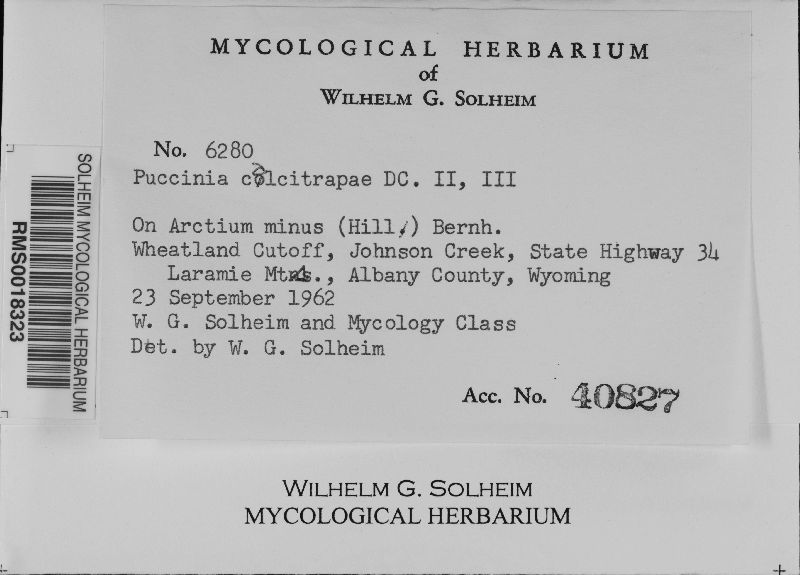 MYCOLOGICAL HERBARIUM
of
WILHELM G. SOLHEIM
No. 6280
Puccinia calcitrapae DC. II, III
On Arctium minus (Hill) Bernh.
Wheatland Cutoff, Johnson Creek, State Highway 34
Laramie Mts., Albany County, Wyoming
23 September 1962
W. G. Solheim and Mycology Class
Det. by W. G. Solheim
Acc. No. 40827
SOLHEIM MYCOLOGICAL HERBARIUM
RMS0018323
WILHELM G. SOLHEIM
MYCOLOGICAL HERBARIUM